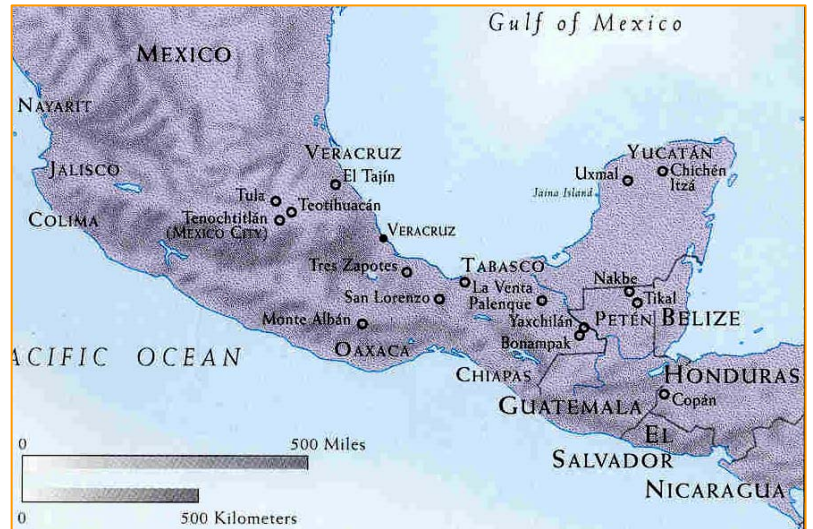 Gulf of Mexico
MEXICO
NAYARIT
VERACRUZ
El Tajín
YUCATÁN
Uxmal
Chichén
Itzá
JALISCO
Jaina Island
Tula
Teotihuacán
COLIMA
Tenochtitlán
(MEXICO CITY)
VERACRUZ
Tres Zapotes
TABASCO
La Venta
Nakbe
San Lorenzo
Palenque
Tikal
Monte Albán
Yaxchilán
PETÉN
BELIZE
Bonampak
OAXACA
ACIFIC OCEAN
CHIAPAS
HONDURAS
GUATEMALA
Copán
EL
SALVADOR
NICARAGUA
0 500 Miles
0 500 Kilometers